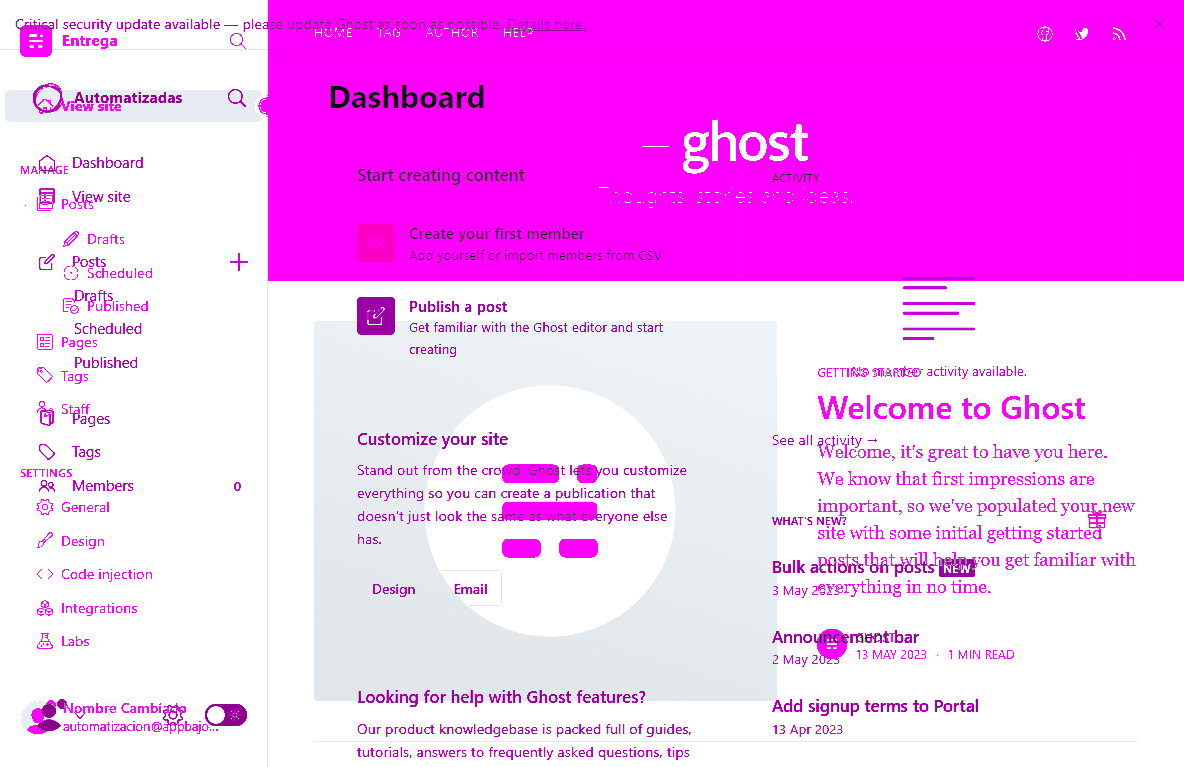 Critical security update available — please update Ghost as soon as possible. Details here.
HOME TAG AUTHOR HELP
Entrega
Automatizadas
View site
Dashboard
— ghost
Thoughts, stories and ideas.
Dashboard
MANAGE
View site
Posts
Drafts
Posts
Scheduled
Drafts
Published
Scheduled
Pages
Published
Tags
Staff
Pages
Tags
SETTINGS
Members 0
General
Design
Code injection
Integrations
Labs
Nombre Cambiado
automatizacion@appbajo...
Start creating content
Create your first member
Add yourself or import members from CSV
Publish a post
Get familiar with the Ghost editor and start
creating
Customize your site
Stand out from the crowd. Ghost lets you customize
everything so you can create a publication that
doesn't just look the same as what everyone else
has.
Design Email
Looking for help with Ghost features?
Our product knowledgebase is packed full of guides,
tutorials, answers to frequently asked questions, tips
ACTIVITY
No member activity available.
See all activity →
GETTING STARTED
Welcome to Ghost
Welcome, it's great to have you here.
We know that first impressions are
important, so we've populated your new
site with some initial getting started
posts that will help you get familiar with
everything in no time.
GHOST
13 MAY 2023 · 1 MIN READ
WHAT'S NEW?
Bulk actions on posts NEW
3 May 2023
Announcement bar
2 May 2023
Add signup terms to Portal
13 Apr 2023